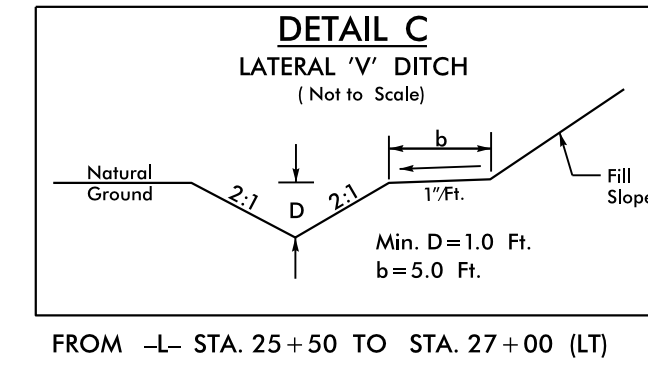 DETAIL C
LATERAL 'V' DITCH
( Not to Scale)
b
Natural
Ground
2:1
D
2:1
1"/Ft.
Fill
Slope
Min. D=1.0 Ft.
b=5.0 Ft.
FROM -L- STA. 25+50 TO STA. 27+00 (LT)